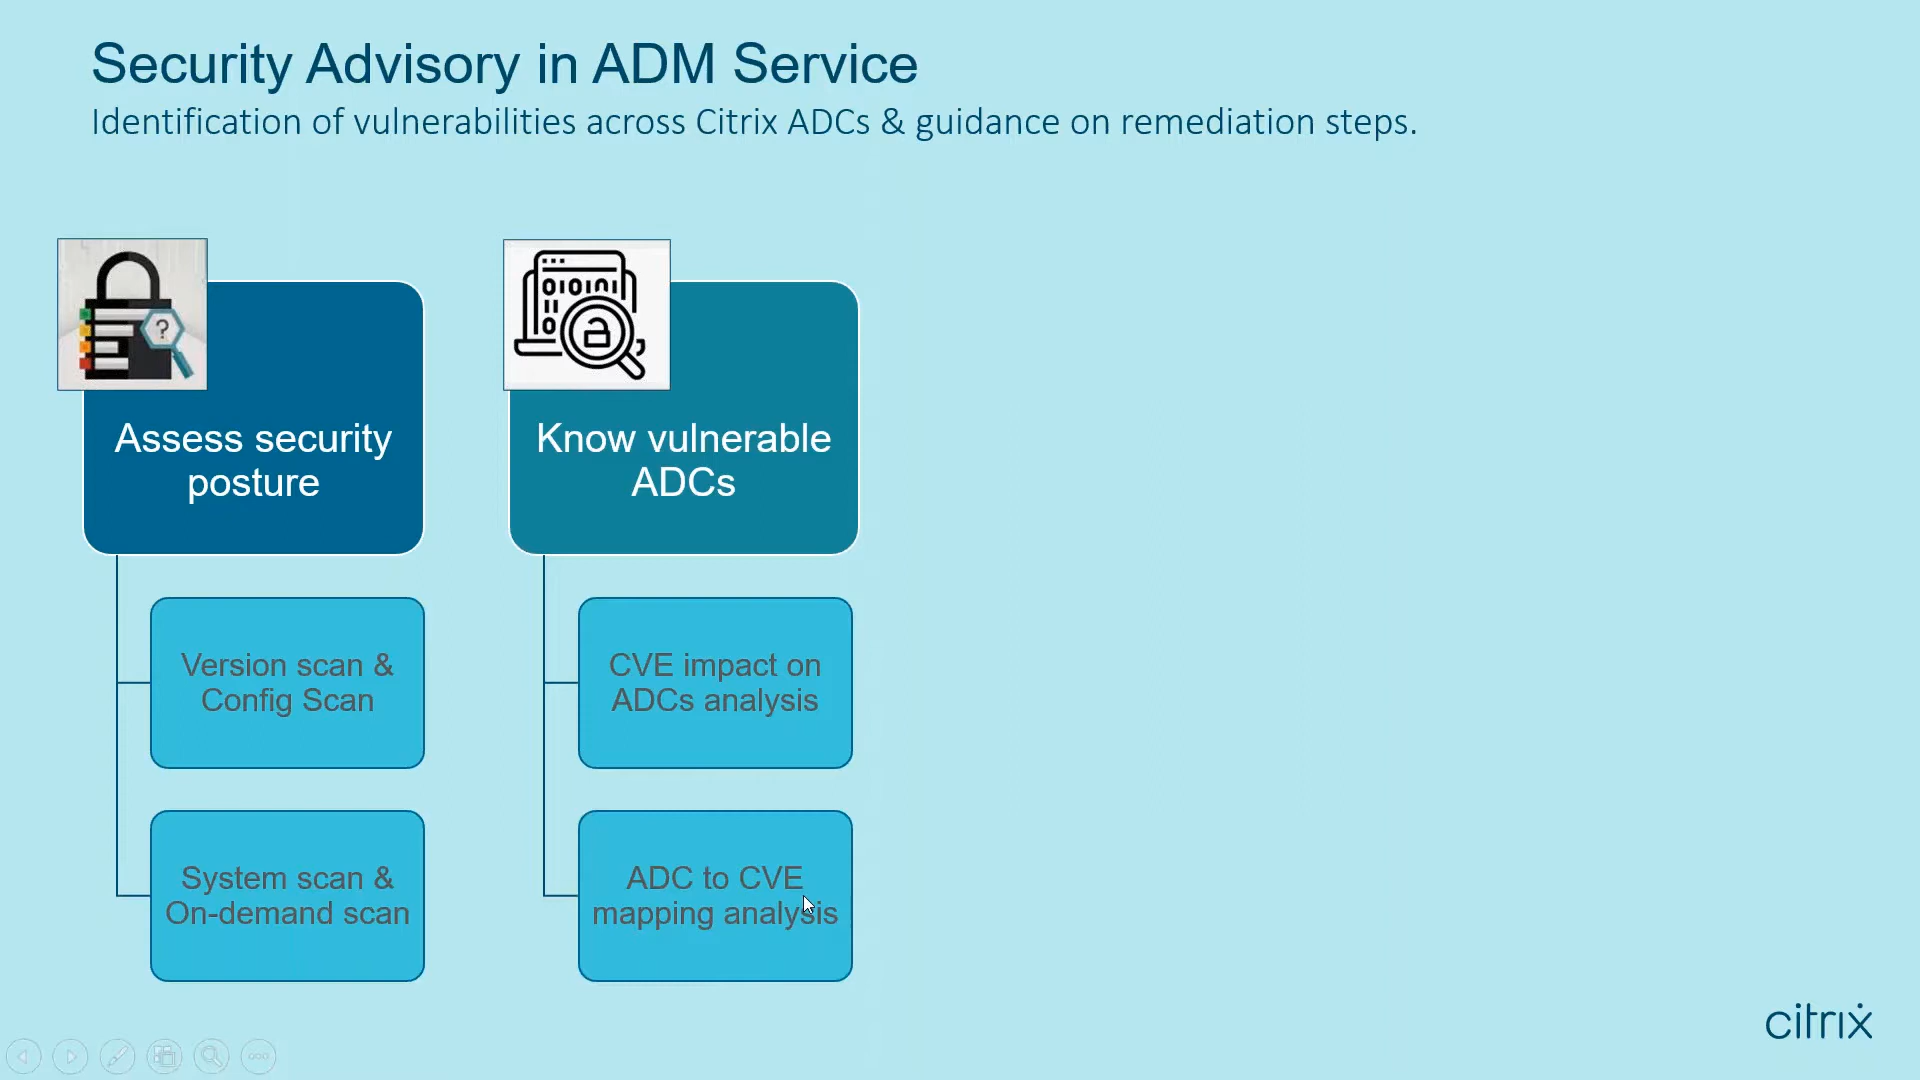 Security Advisory in ADM Service
Identification of vulnerabilities across Citrix ADCs & guidance on remediation steps.
Assess security
posture
Version scan &
Config Scan
System scan &
On-demand scan
Know vulnerable
ADCs
CVE impact on
ADCs analysis
ADC to CVE
mapping analysis
citrix